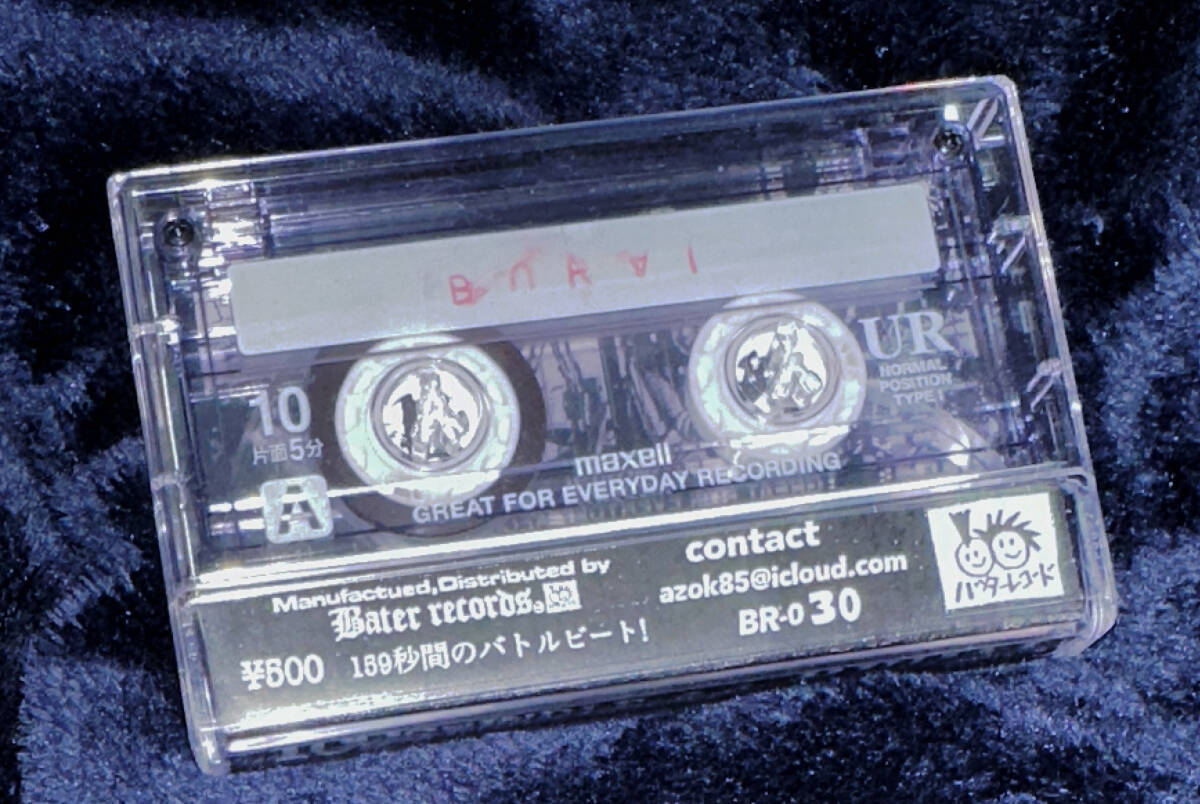 BURAI
UR
NORMAL
POSITION
TYPE I
10
片面5分
A
maxell
GREAT FOR EVERYDAY RECORDING
Manufactued,Distributed by
Bater records。
¥500 159秒間のバトルビート!
contact
azok85@icloud.com
BR-030
バターレコード